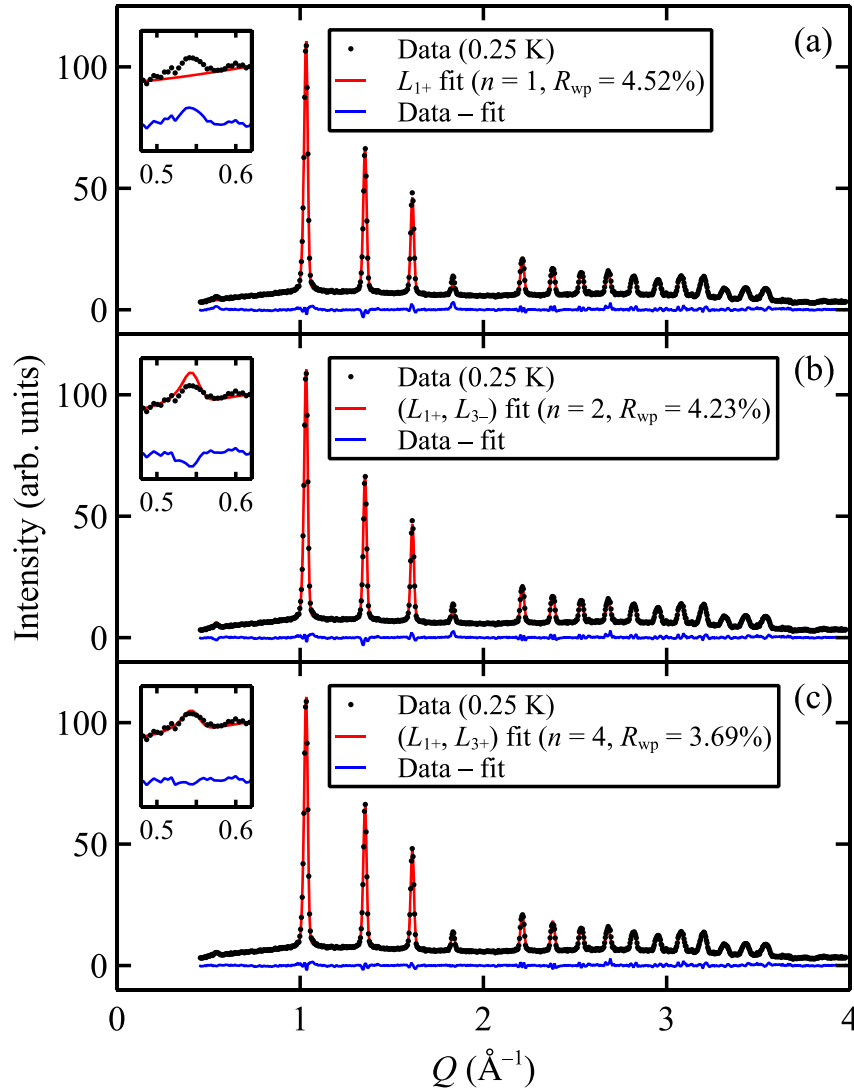 (a)
Data (0.25 K)
L1+ fit (n = 1, Rwp = 4.52%)
Data – fit
0.5 0.6
100
50
0
(b)
Data (0.25 K)
(L1+, L3–) fit (n = 2, Rwp = 4.23%)
Data – fit
0.5 0.6
100
50
0
Intensity (arb. units)
(c)
Data (0.25 K)
(L1+, L3+) fit (n = 4, Rwp = 3.69%)
Data – fit
0.5 0.6
100
50
0
0 1 2 3 4
Q (Å–1)